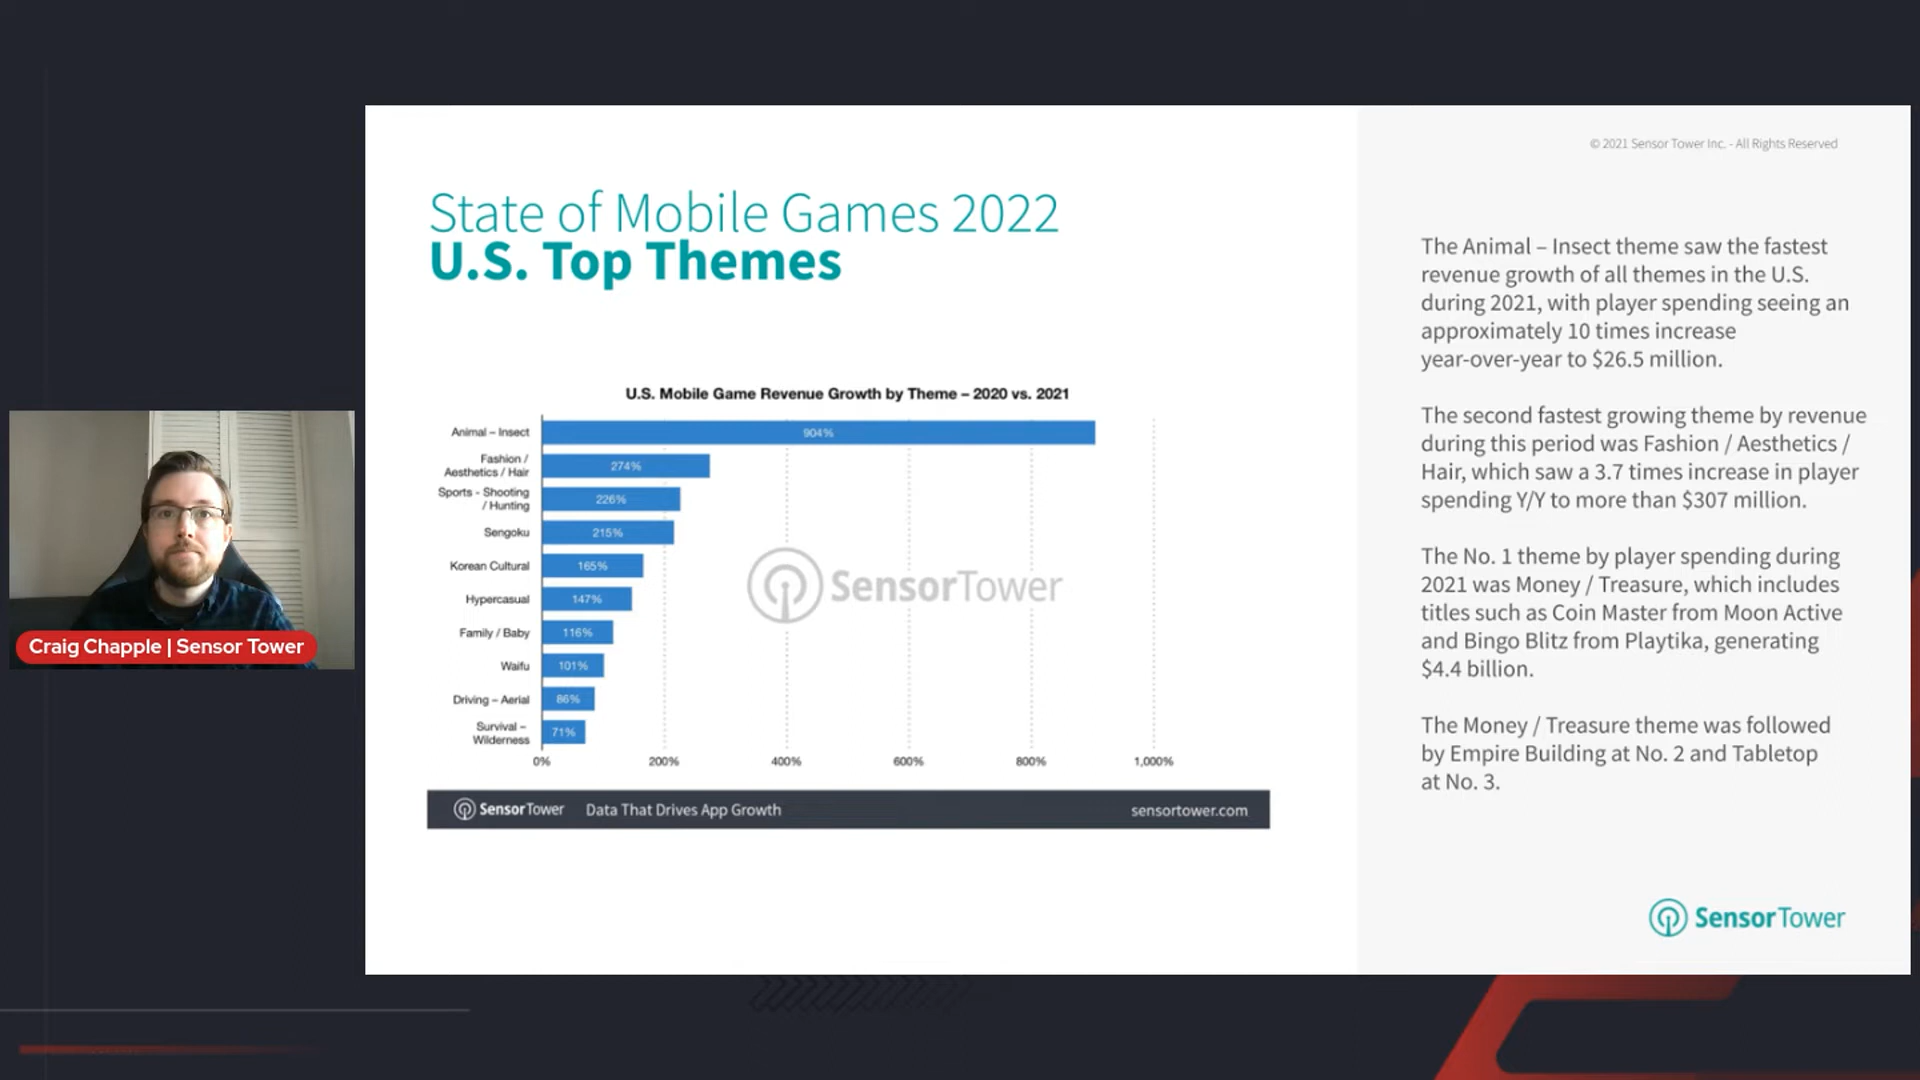 © 2021 Sensor Tower Inc. - All Rights Reserved
State of Mobile Games 2022
U.S. Top Themes
U.S. Mobile Game Revenue Growth by Theme – 2020 vs. 2021
Animal – Insect
904%
Fashion /
Aesthetics / Hair
274%
Sports - Shooting
/ Hunting
226%
Sengoku
215%
Korean Cultural
165%
Hypercasual
147%
Family / Baby
116%
Waifu
101%
Driving – Aerial
86%
Survival –
Wilderness
71%
0%
200%
400%
600%
800%
1,000%
SensorTower
SensorTower
Data That Drives App Growth
sensortower.com
The Animal – Insect theme saw the fastest
revenue growth of all themes in the U.S.
during 2021, with player spending seeing an
approximately 10 times increase
year-over-year to $26.5 million.
The second fastest growing theme by revenue
during this period was Fashion / Aesthetics /
Hair, which saw a 3.7 times increase in player
spending Y/Y to more than $307 million.
The No. 1 theme by player spending during
2021 was Money / Treasure, which includes
titles such as Coin Master from Moon Active
and Bingo Blitz from Playtika, generating
$4.4 billion.
The Money / Treasure theme was followed
by Empire Building at No. 2 and Tabletop
at No. 3.
SensorTower
Craig Chapple | Sensor Tower